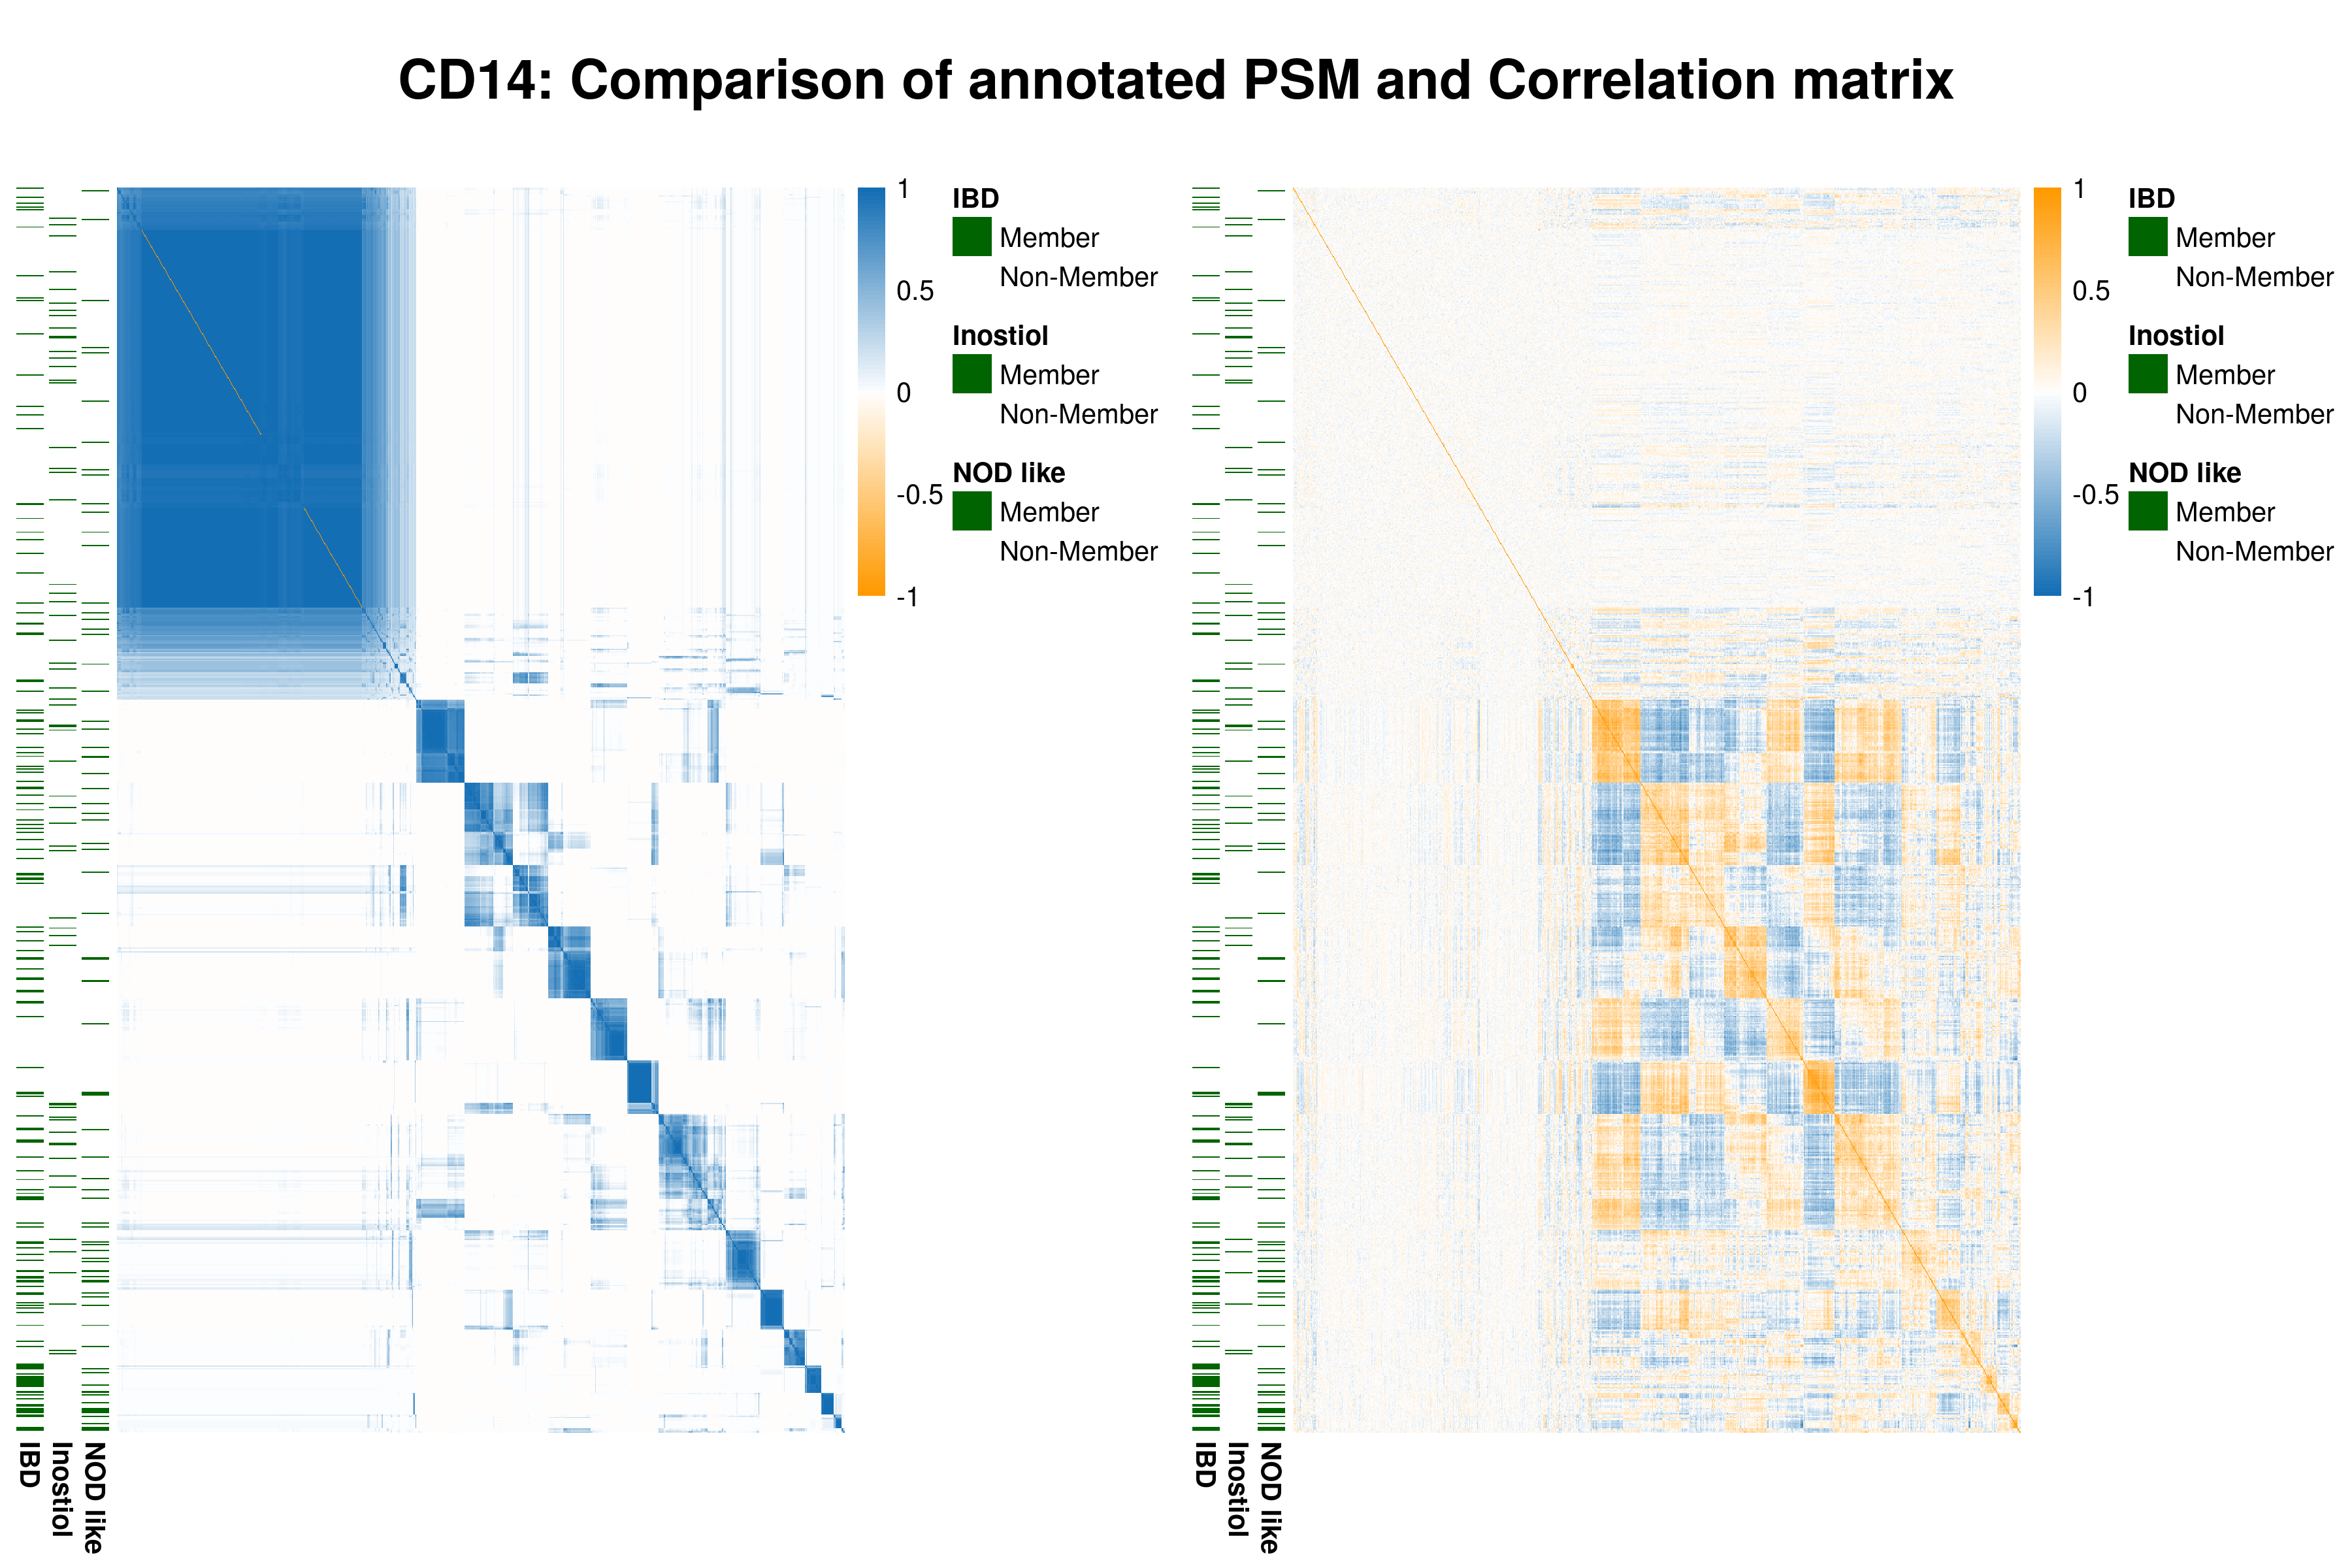 CD14: Comparison of annotated PSM and Correlation matrix
1
0.5
0
-0.5
-1
IBD
Member
Non-Member
Inostiol
Member
Non-Member
NOD like
Member
Non-Member
IBD
Inostiol
NOD like
1
0.5
0
-0.5
-1
IBD
Member
Non-Member
Inostiol
Member
Non-Member
NOD like
Member
Non-Member
IBD
Inostiol
NOD like